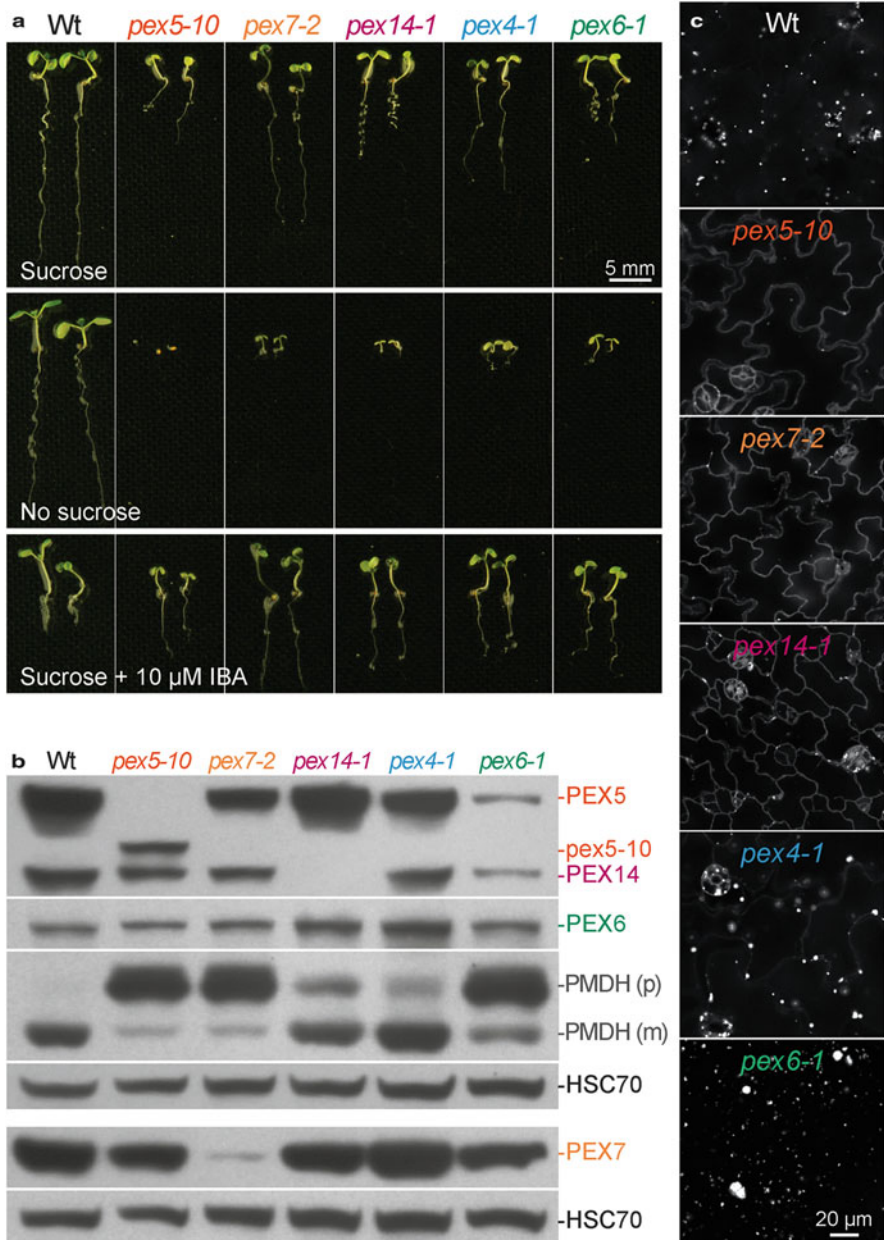 a Wt pex5-10 pex7-2 pex14-1 pex4-1 pex6-1
Sucrose
5 mm
No sucrose
Sucrose + 10 µM IBA
b Wt pex5-10 pex7-2 pex14-1 pex4-1 pex6-1
-PEX5
-pex5-10
-PEX14
-PEX6
-PMDH (p)
-PMDH (m)
-HSC70
-PEX7
-HSC70
c Wt
pex5-10
pex7-2
pex14-1
pex4-1
pex6-1
20 µm